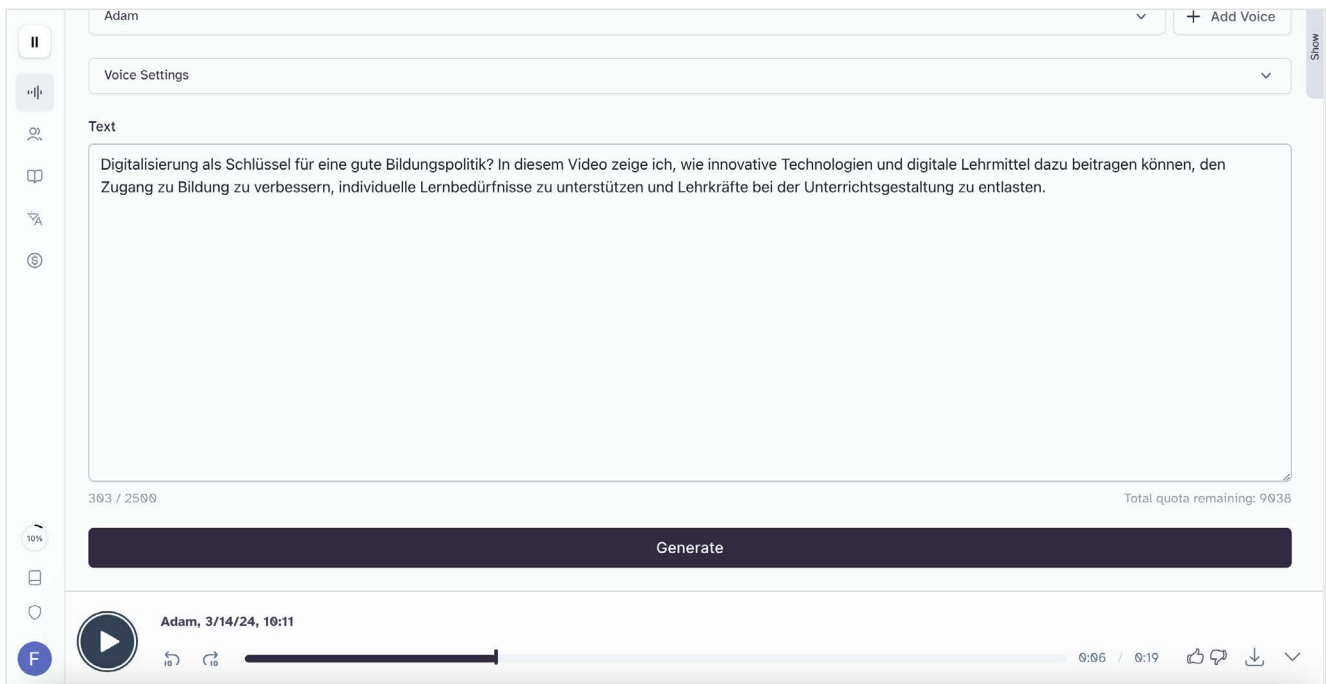 Adam
+ Add Voice
Show
Voice Settings
Text
Digitalisierung als Schlüssel für eine gute Bildungspolitik? In diesem Video zeige ich, wie innovative Technologien und digitale Lehrmittel dazu beitragen können, den
Zugang zu Bildung zu verbessern, individuelle Lernbedürfnisse zu unterstützen und Lehrkräfte bei der Unterrichtsgestaltung zu entlasten.
303 / 2500
Total quota remaining: 9038
10%
Generate
Adam, 3/14/24, 10:11
F
10
10
0:06 / 0:19